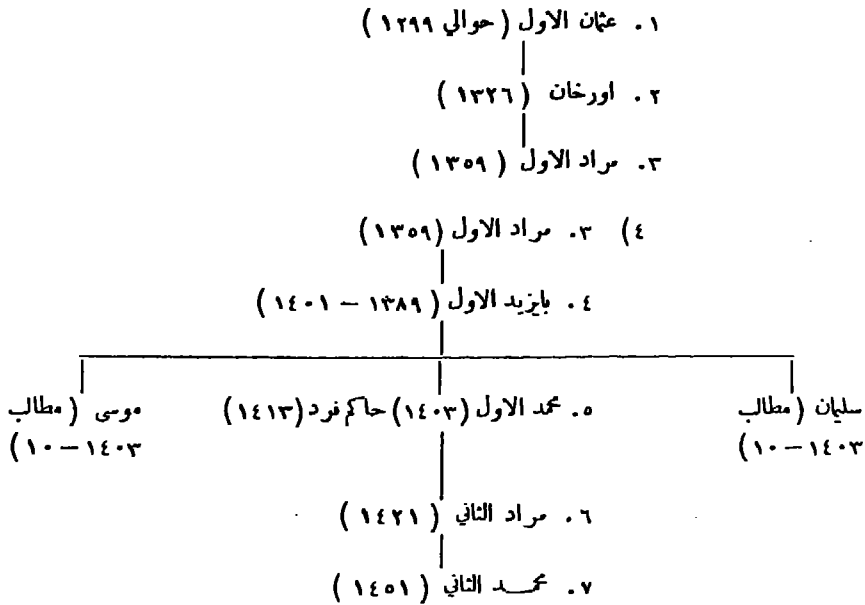 ١. عثمان الاول (حوالي ١٢٩٩)
٢. اورخان (١٣٢٦)
٣. مراد الاول (١٣٥٩)
٤) ٣. مراد الاول (١٣٥٩)
٤. بايزيد الاول (١٣٨٩ – ١٤٠١)
سليمان (مطالب ١٤٠٣–١٠)
٥. محمد الاول (١٤٠٣) حاكم فرد (١٤١٣)
موسى (مطالب ١٤٠٣–١٠)
٦. مراد الثاني (١٤٢١)
٧. محمد الثاني (١٤٥١)